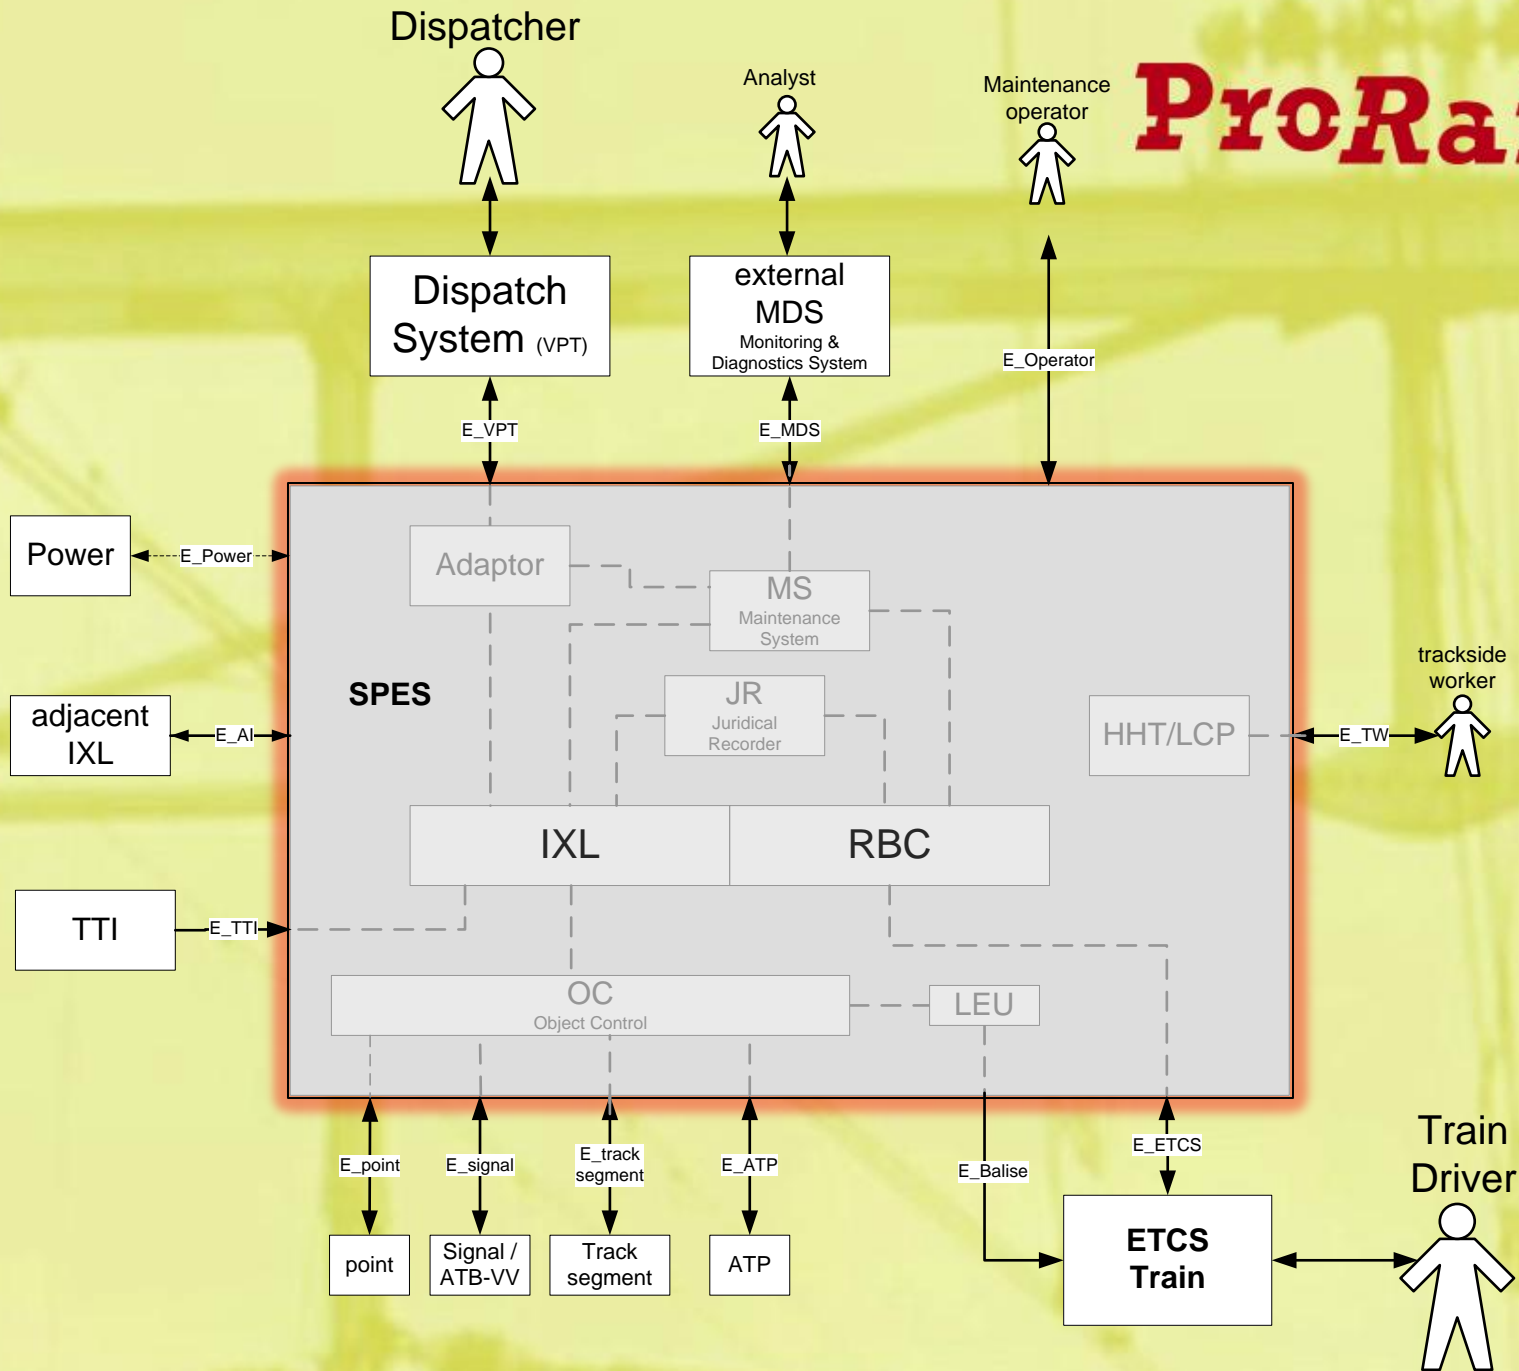 Dispatcher
Analyst
Maintenance
operator
ProRa
Dispatch
System (VPT)
external
MDS
Monitoring &
Diagnostics System
E_Operator
E_VPT
E_MDS
Power
E_Power
Adaptor
MS
Maintenance
System
SPES
JR
Juridical
Recorder
HHT/LCP
trackside
worker
E_TW
adjacent
IXL
E_AI
IXL
RBC
TTI
E_TTI
OC
Object Control
LEU
E_point
E_signal
E_track
segment
E_ATP
E_Balise
E_ETCS
Train
Driver
point
Signal /
ATB-VV
Track
segment
ATP
ETCS
Train